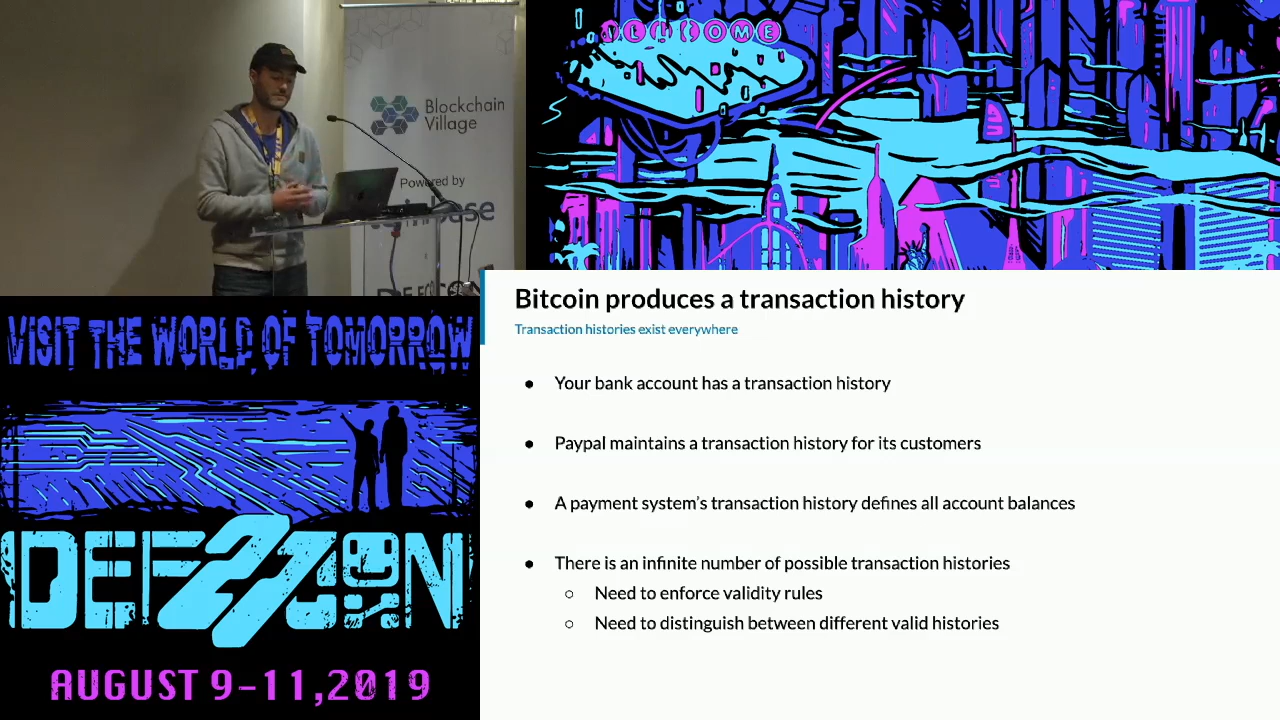 WELCOME
Blockchain
Village
Powered by
Bitcoin produces a transaction history
Transaction histories exist everywhere
● Your bank account has a transaction history
● Paypal maintains a transaction history for its customers
● A payment system's transaction history defines all account balances
● There is an infinite number of possible transaction histories
○ Need to enforce validity rules
○ Need to distinguish between different valid histories
VISIT THE WORLD OF TOMORROW
DEF27CON
AUGUST 9-11,2019